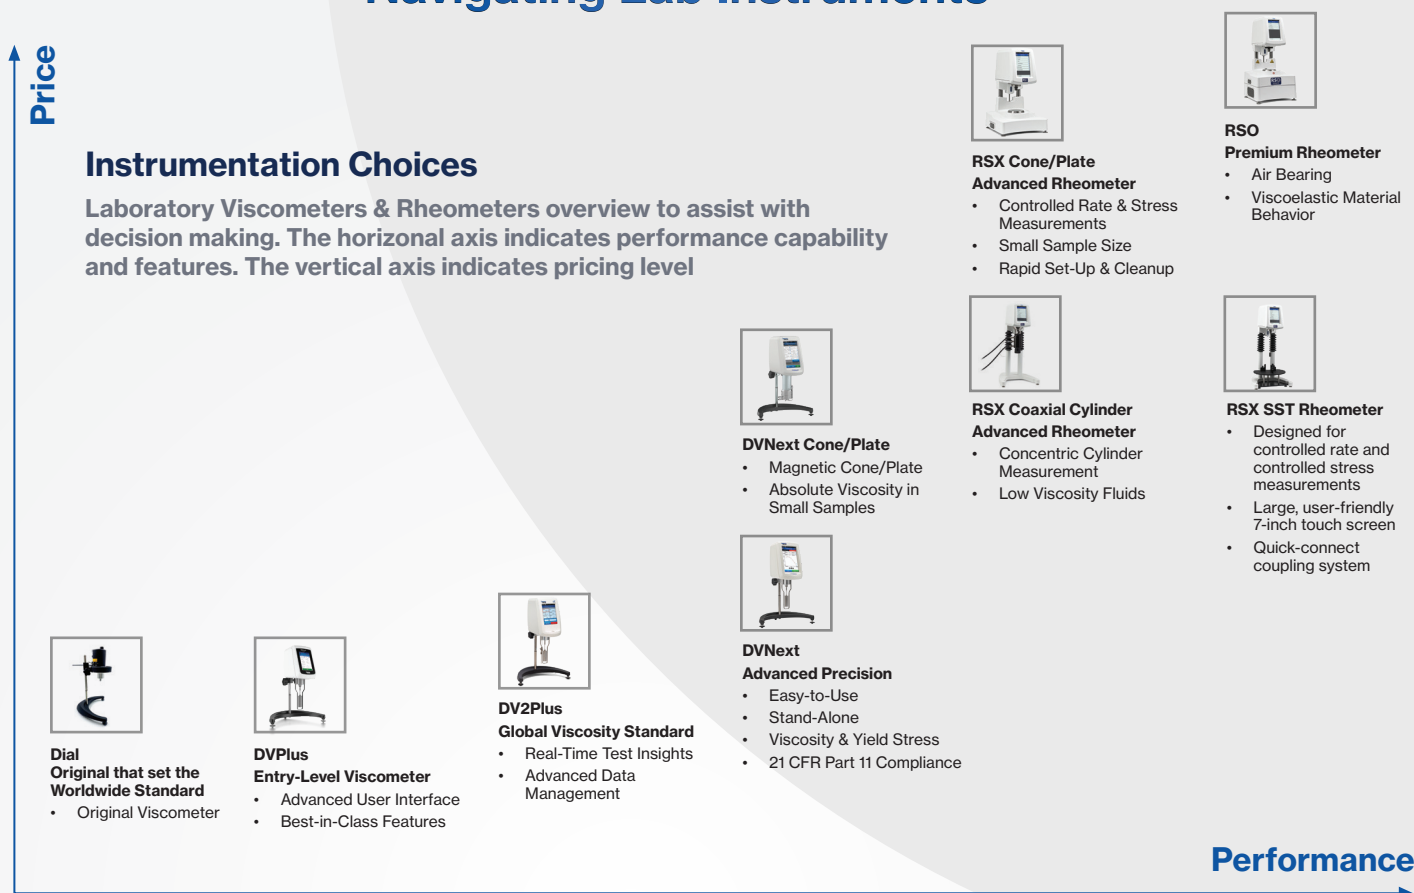 Navigating Lab Instruments
Price
Instrumentation Choices
Laboratory Viscometers & Rheometers overview to assist with
decision making. The horizonal axis indicates performance capability
and features. The vertical axis indicates pricing level
RSX Cone/Plate
Advanced Rheometer
• Controlled Rate & Stress
Measurements
• Small Sample Size
• Rapid Set-Up & Cleanup
RSO
Premium Rheometer
• Air Bearing
• Viscoelastic Material
Behavior
DVNext Cone/Plate
• Magnetic Cone/Plate
• Absolute Viscosity in
Small Samples
RSX Coaxial Cylinder
Advanced Rheometer
• Concentric Cylinder
Measurement
• Low Viscosity Fluids
RSX SST Rheometer
• Designed for
controlled rate and
controlled stress
measurements
• Large, user-friendly
7-inch touch screen
• Quick-connect
coupling system
Dial
Original that set the
Worldwide Standard
• Original Viscometer
DVPlus
Entry-Level Viscometer
• Advanced User Interface
• Best-in-Class Features
DV2Plus
Global Viscosity Standard
• Real-Time Test Insights
• Advanced Data
Management
DVNext
Advanced Precision
• Easy-to-Use
• Stand-Alone
• Viscosity & Yield Stress
• 21 CFR Part 11 Compliance
Performance